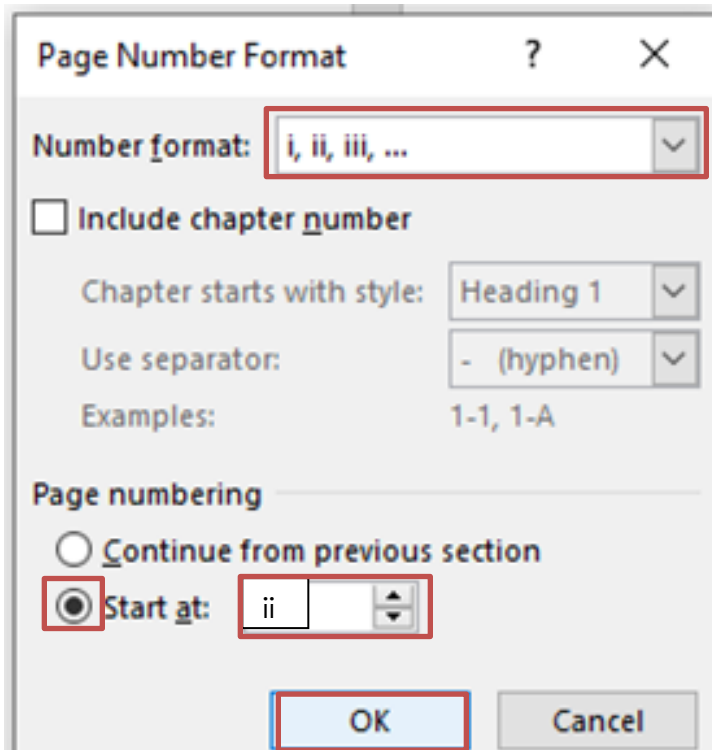 Page Number Format ?
Number format: i, ii, iii, ...
Include chapter number
Chapter starts with style: Heading 1
Use separator: - (hyphen)
Examples: 1-1, 1-A
Page numbering
Continue from previous section
Start at: ii
OK Cancel